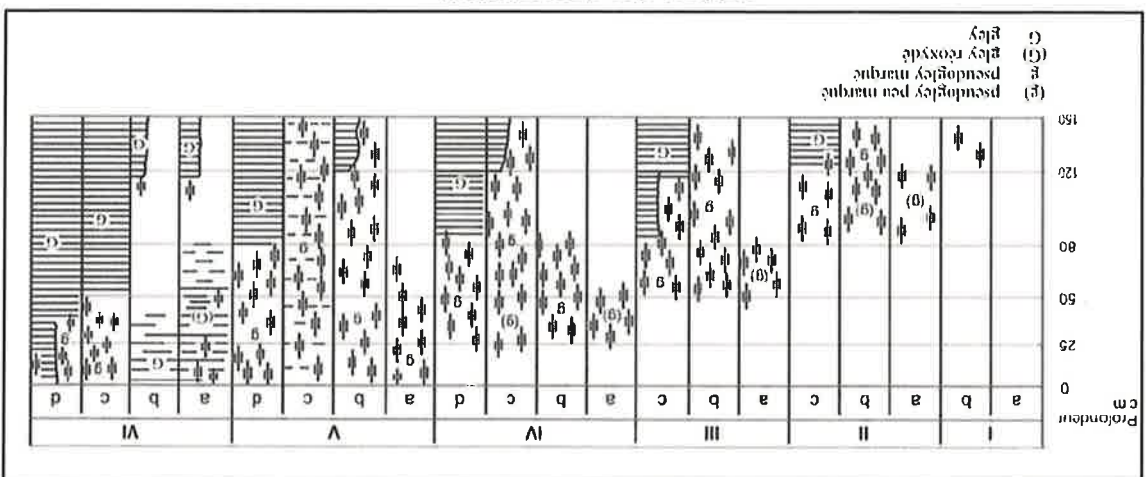 Profondeur
cm
I II III IV V VI
a b a b c a b c a b c d a b c d a b c d
0
g G g
g g
25
(g) g (g) g g g (G)
50
(g) g
g g G G
80
(g) (g) g g G G
120
g G G G G G
150
(g) pseudogley peu marqué
g pseudogley marqué
(G) gley réoxydé
G gley